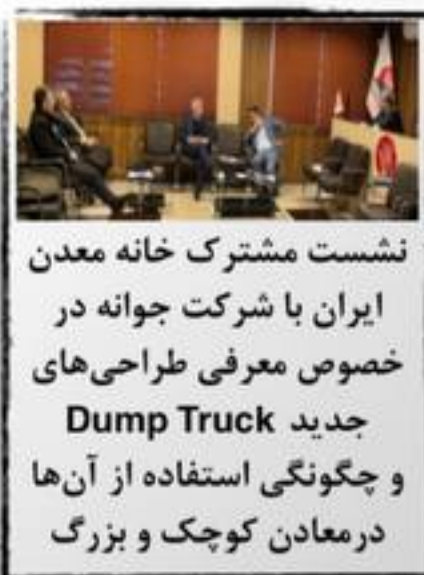 نشست مشترک خانه معدن
ایران با شرکت جوانه در
خصوص معرفی طراحی‌های
جدید Dump Truck
و چگونگی استفاده از آن‌ها
درمعادن کوچک و بزرگ